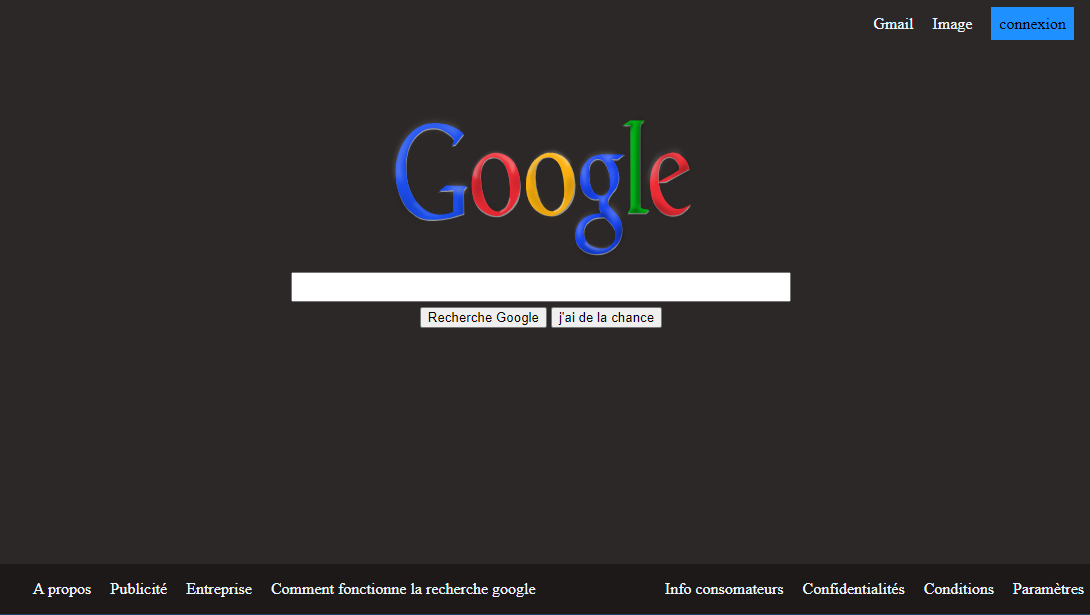 Gmail Image connexion
Google
Recherche Google j'ai de la chance
A propos Publicité Entreprise Comment fonctionne la recherche google Info consomateurs Confidentialités Conditions Paramètres